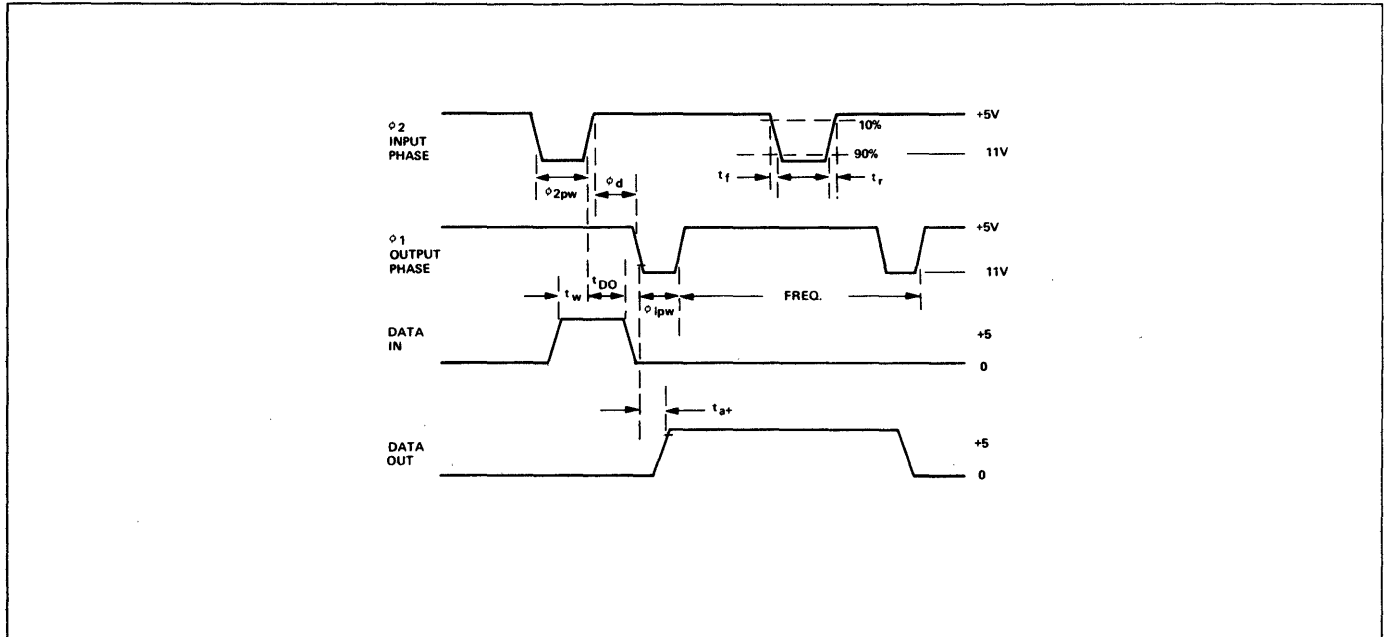 φ2
INPUT
PHASE
+5V
10%
90%
11V
tf
tr
φ2pw
φd
φ1
OUTPUT
PHASE
+5V
11V
tw
tDO
φipw
FREQ.
DATA
IN
+5
0
ta+
DATA
OUT
+5
0